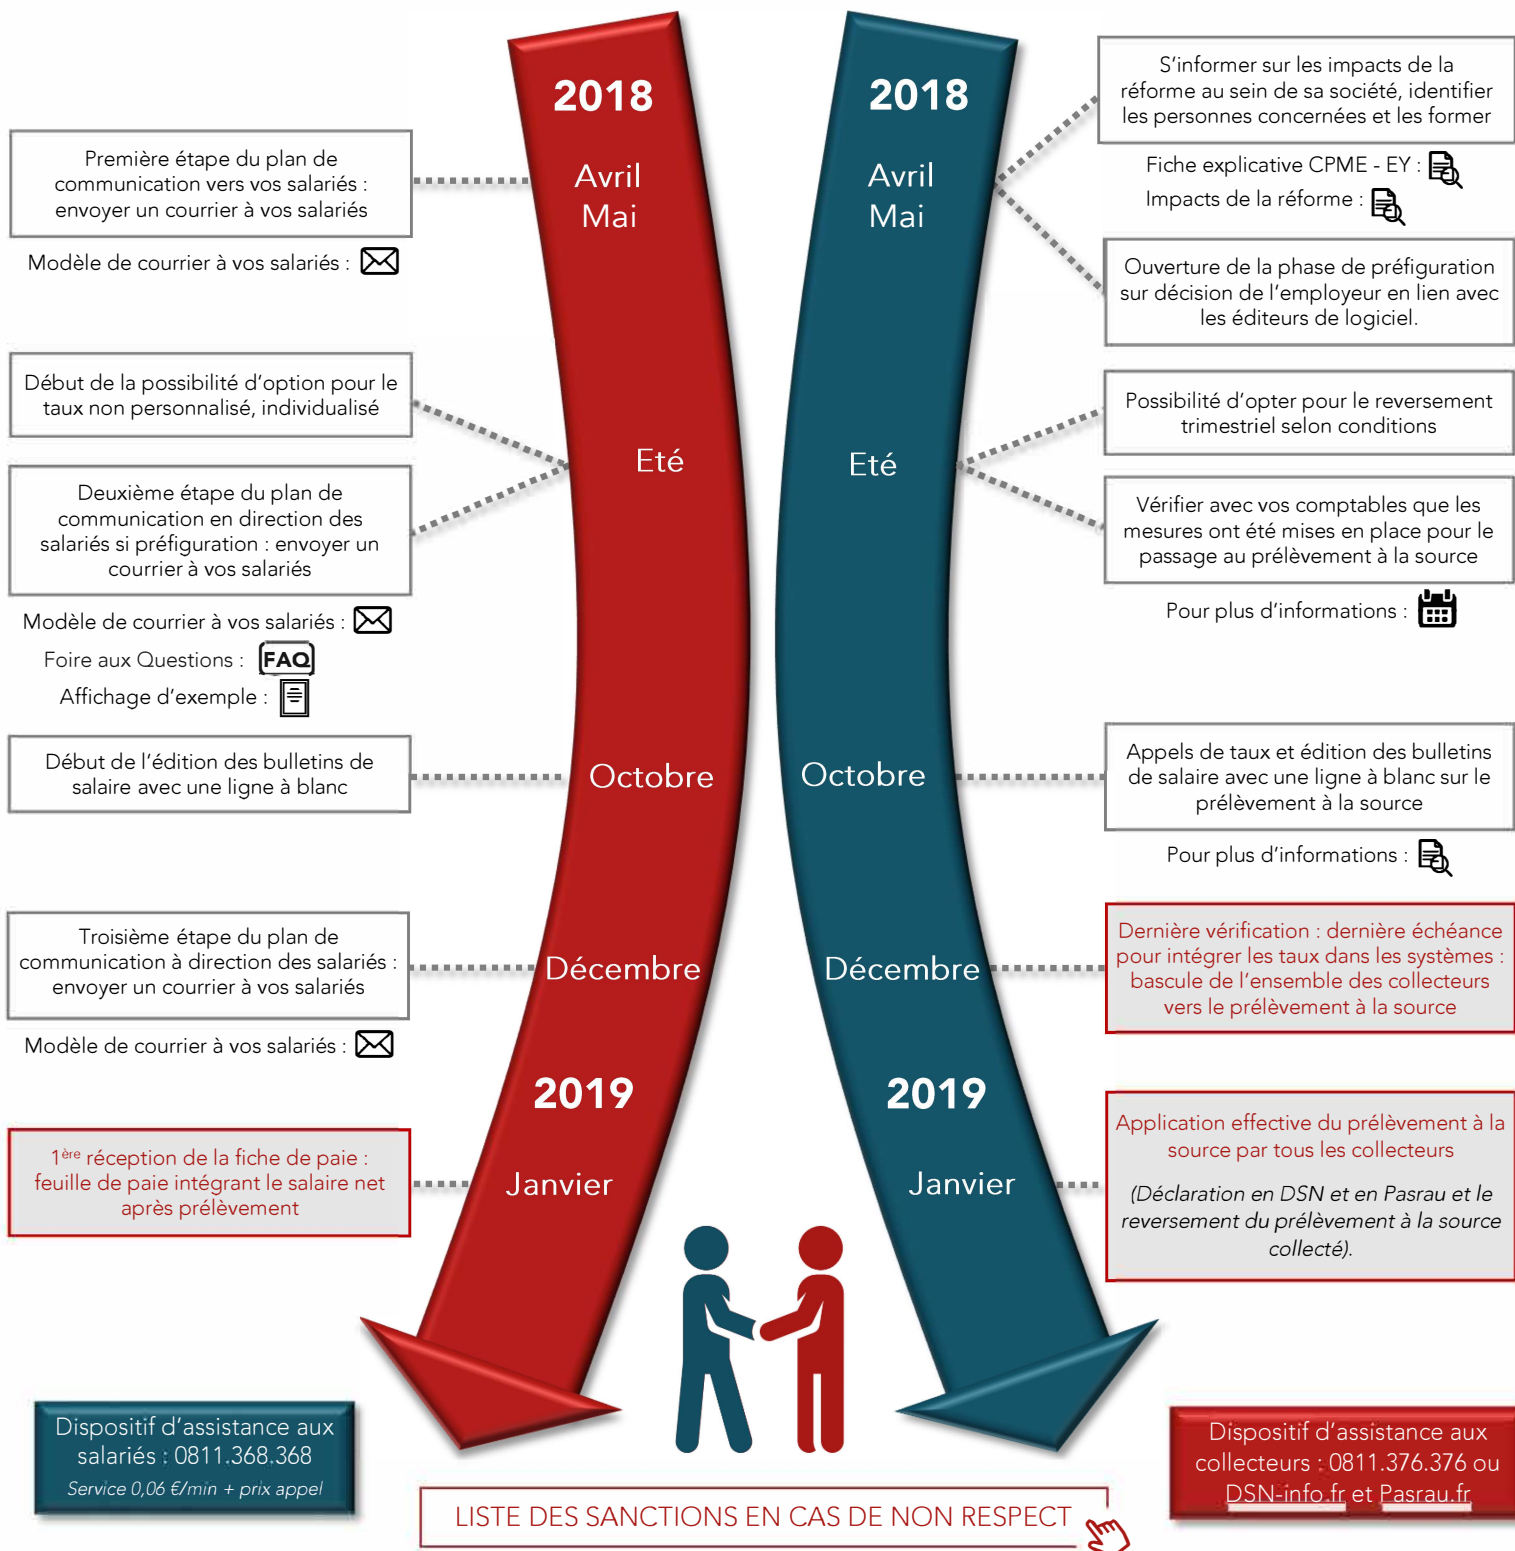 2018
Avril
Mai
Eté
Octobre
Décembre
2019
Janvier
Première étape du plan de
communication vers vos salariés :
envoyer un courrier à vos salariés
Modèle de courrier à vos salariés :
Début de la possibilité d'option pour le
taux non personnalisé, individualisé
Deuxième étape du plan de
communication en direction des
salariés si préfiguration : envoyer un
courrier à vos salariés
Modèle de courrier à vos salariés :
Foire aux Questions : FAQ
Affichage d'exemple :
Début de l'édition des bulletins de
salaire avec une ligne à blanc
Troisième étape du plan de
communication à direction des salariés :
envoyer un courrier à vos salariés
Modèle de courrier à vos salariés :
1ère réception de la fiche de paie :
feuille de paie intégrant le salaire net
après prélèvement
2018
Avril
Mai
Eté
Octobre
Décembre
2019
Janvier
S'informer sur les impacts de la
réforme au sein de sa société, identifier
les personnes concernées et les former
Fiche explicative CPME - EY :
Impacts de la réforme :
Ouverture de la phase de préfiguration
sur décision de l'employeur en lien avec
les éditeurs de logiciel.
Possibilité d'opter pour le reversement
trimestriel selon conditions
Vérifier avec vos comptables que les
mesures ont été mises en place pour le
passage au prélèvement à la source
Pour plus d'informations :
Appels de taux et édition des bulletins
de salaire avec une ligne à blanc sur le
prélèvement à la source
Pour plus d'informations :
Dernière vérification : dernière échéance
pour intégrer les taux dans les systèmes :
bascule de l'ensemble des collecteurs
vers le prélèvement à la source
Application effective du prélèvement à la
source par tous les collecteurs
(Déclaration en DSN et en Pasrau et le
reversement du prélèvement à la source
collecté).
Dispositif d'assistance aux
salariés : 0811.368.368
Service 0,06 €/min + prix appel
LISTE DES SANCTIONS EN CAS DE NON RESPECT
Dispositif d'assistance aux
collecteurs : 0811.376.376 ou
DSN-info.fr et Pasrau.fr